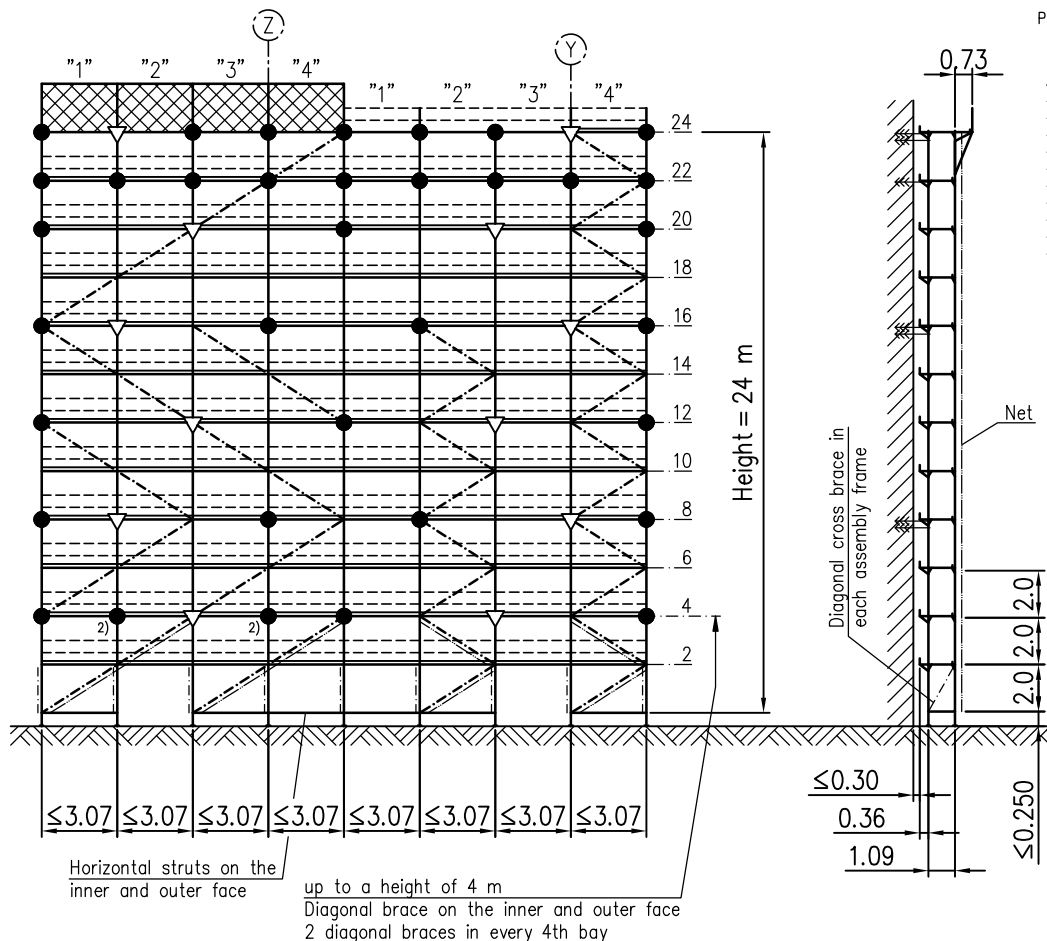 P
Z
Y
0.73
"1" "2" "3" "4"
"1" "2" "3" "4"
24
22
20
18
16
14
12
10
8
6
4
2
2) 2)
Height = 24 m
Net
Diagonal cross brace in
each assembly frame
2.0
2.0
2.0
≤0.250
≤0.30
0.36
1.09
≤3.07 ≤3.07 ≤3.07 ≤3.07 ≤3.07 ≤3.07 ≤3.07 ≤3.07
Horizontal struts on the
inner and outer face
up to a height of 4 m
Diagonal brace on the inner and outer face
2 diagonal braces in every 4th bay